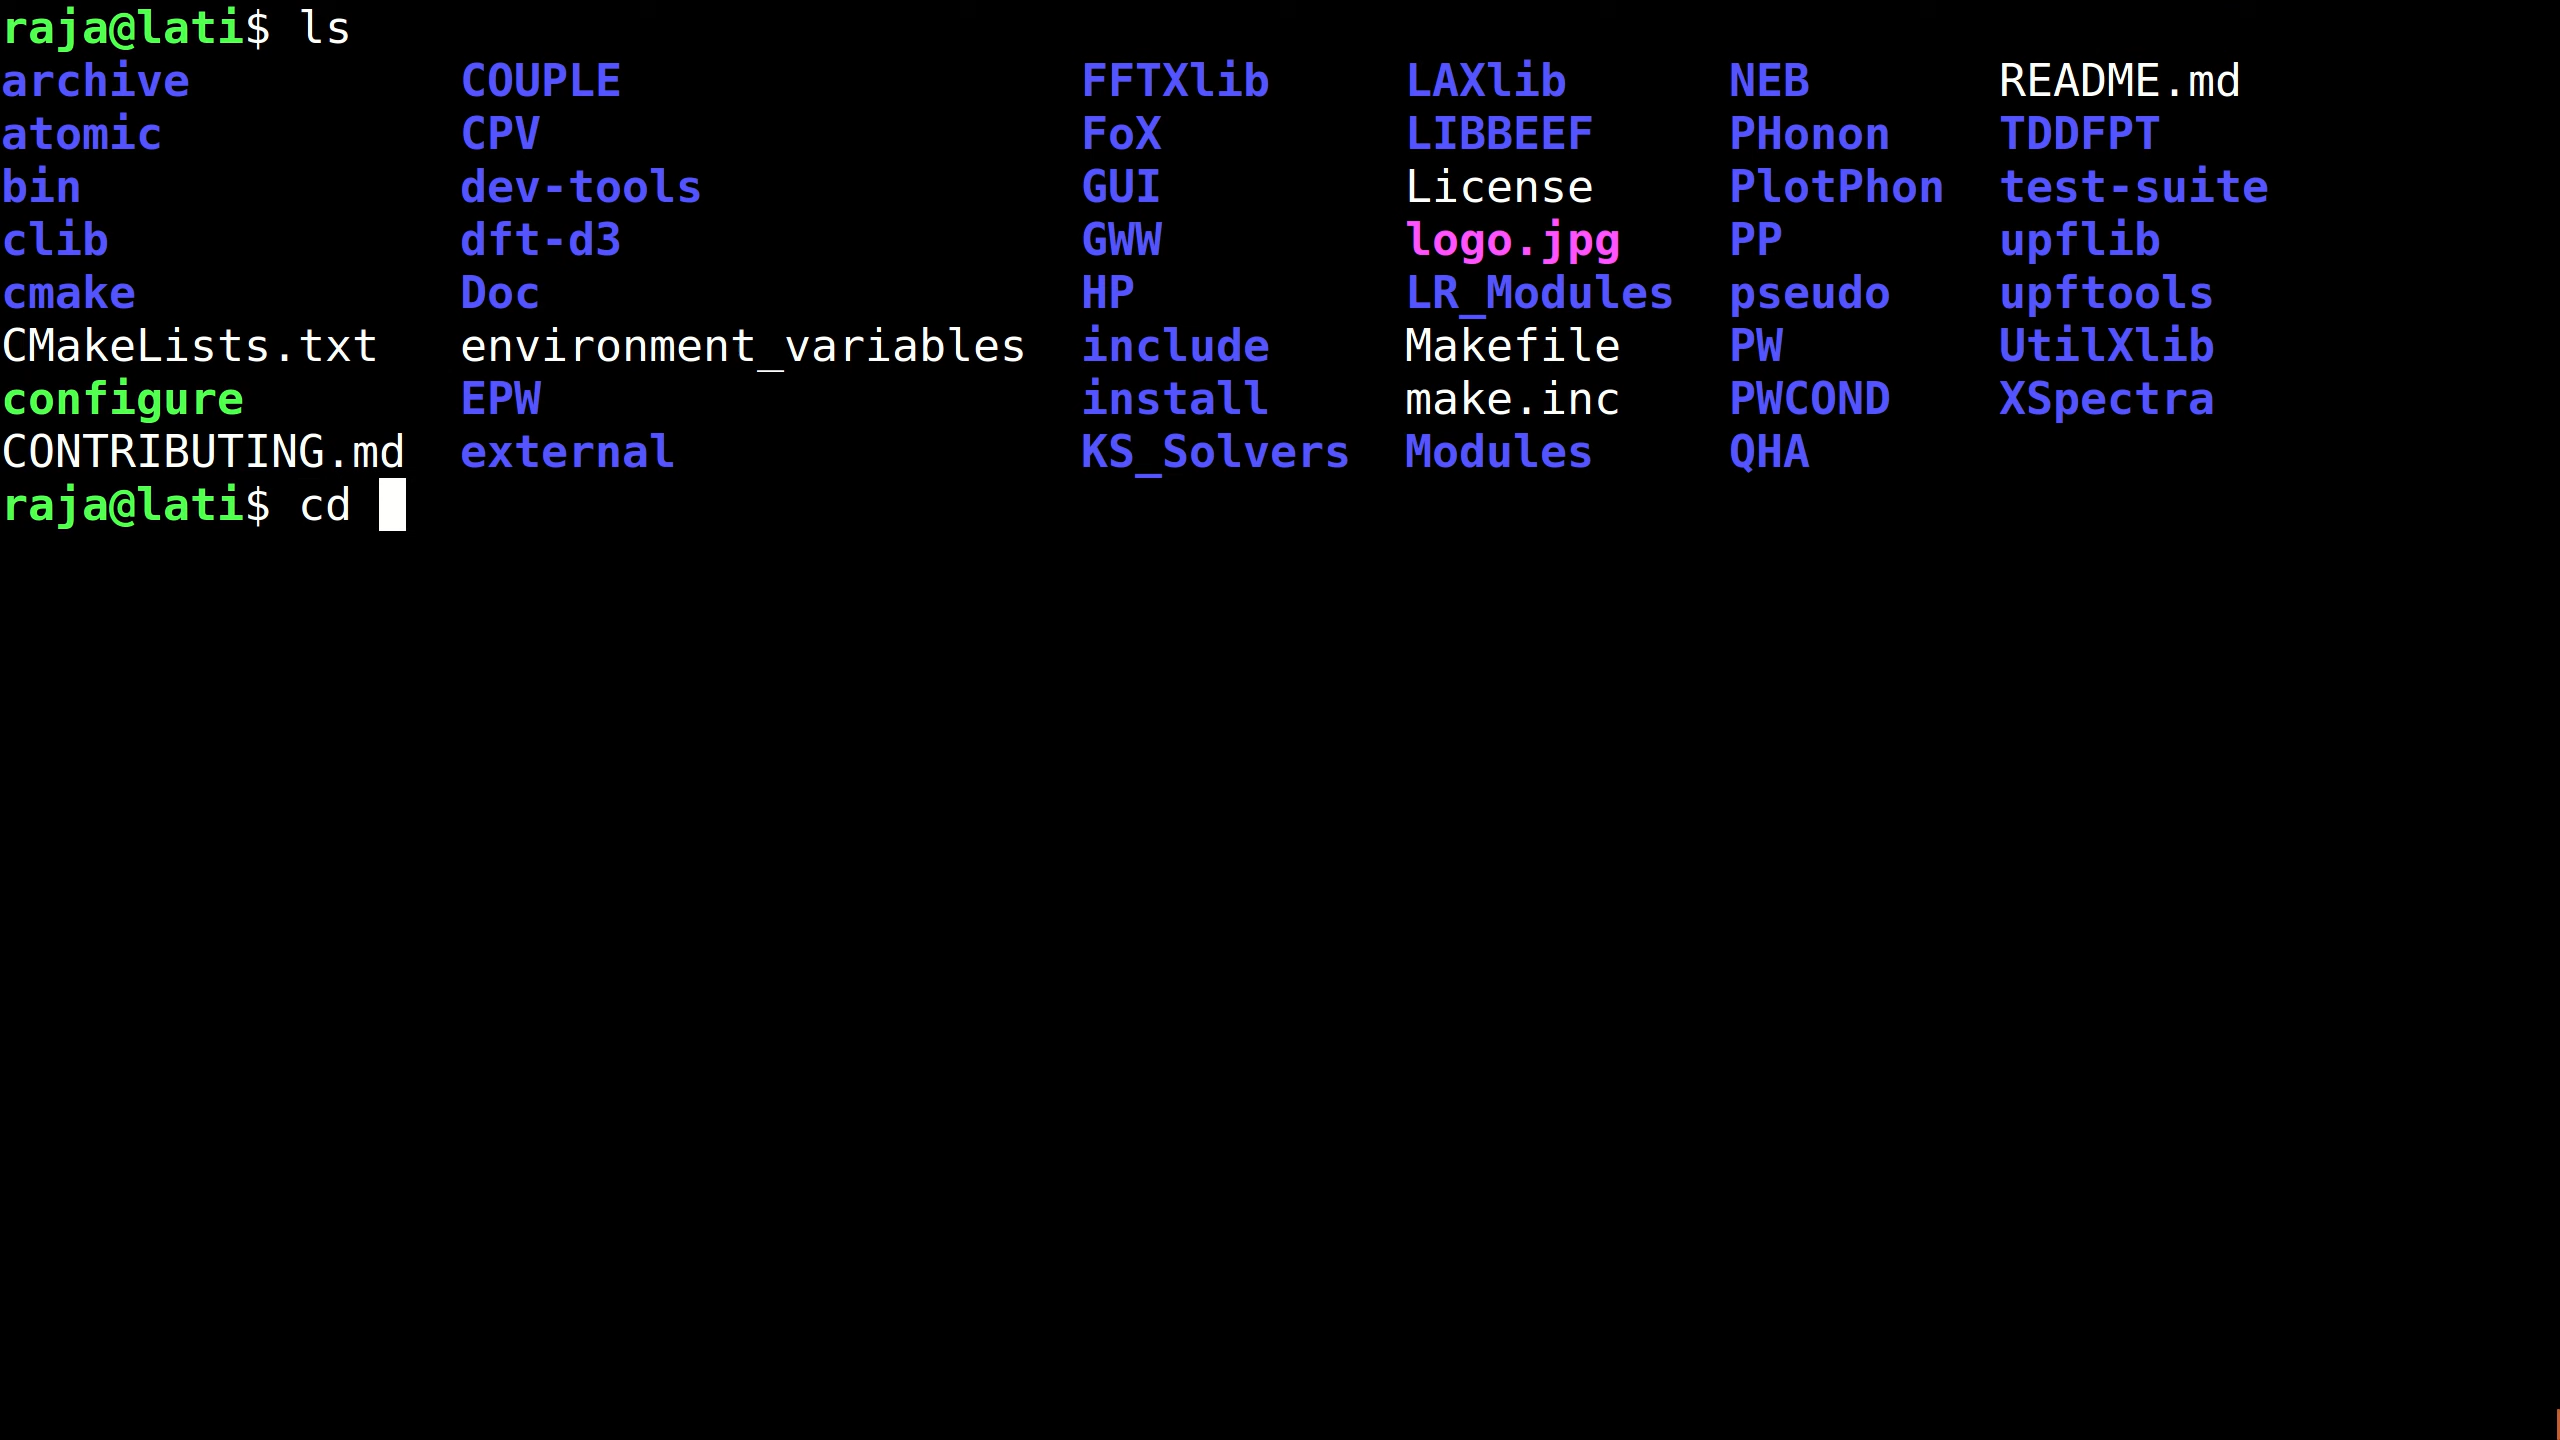 raja@lati$ ls
archive COUPLE FFTXlib LAXlib NEB README.md
atomic CPV FoX LIBBEEF PHonon TDDFPT
bin dev-tools GUI License PlotPhon test-suite
clib dft-d3 GWW logo.jpg PP upflib
cmake Doc HP LR_Modules pseudo upftools
CMakeLists.txt environment_variables include Makefile PW UtilXlib
configure EPW install make.inc PWCOND XSpectra
CONTRIBUTING.md external KS_Solvers Modules QHA
raja@lati$ cd